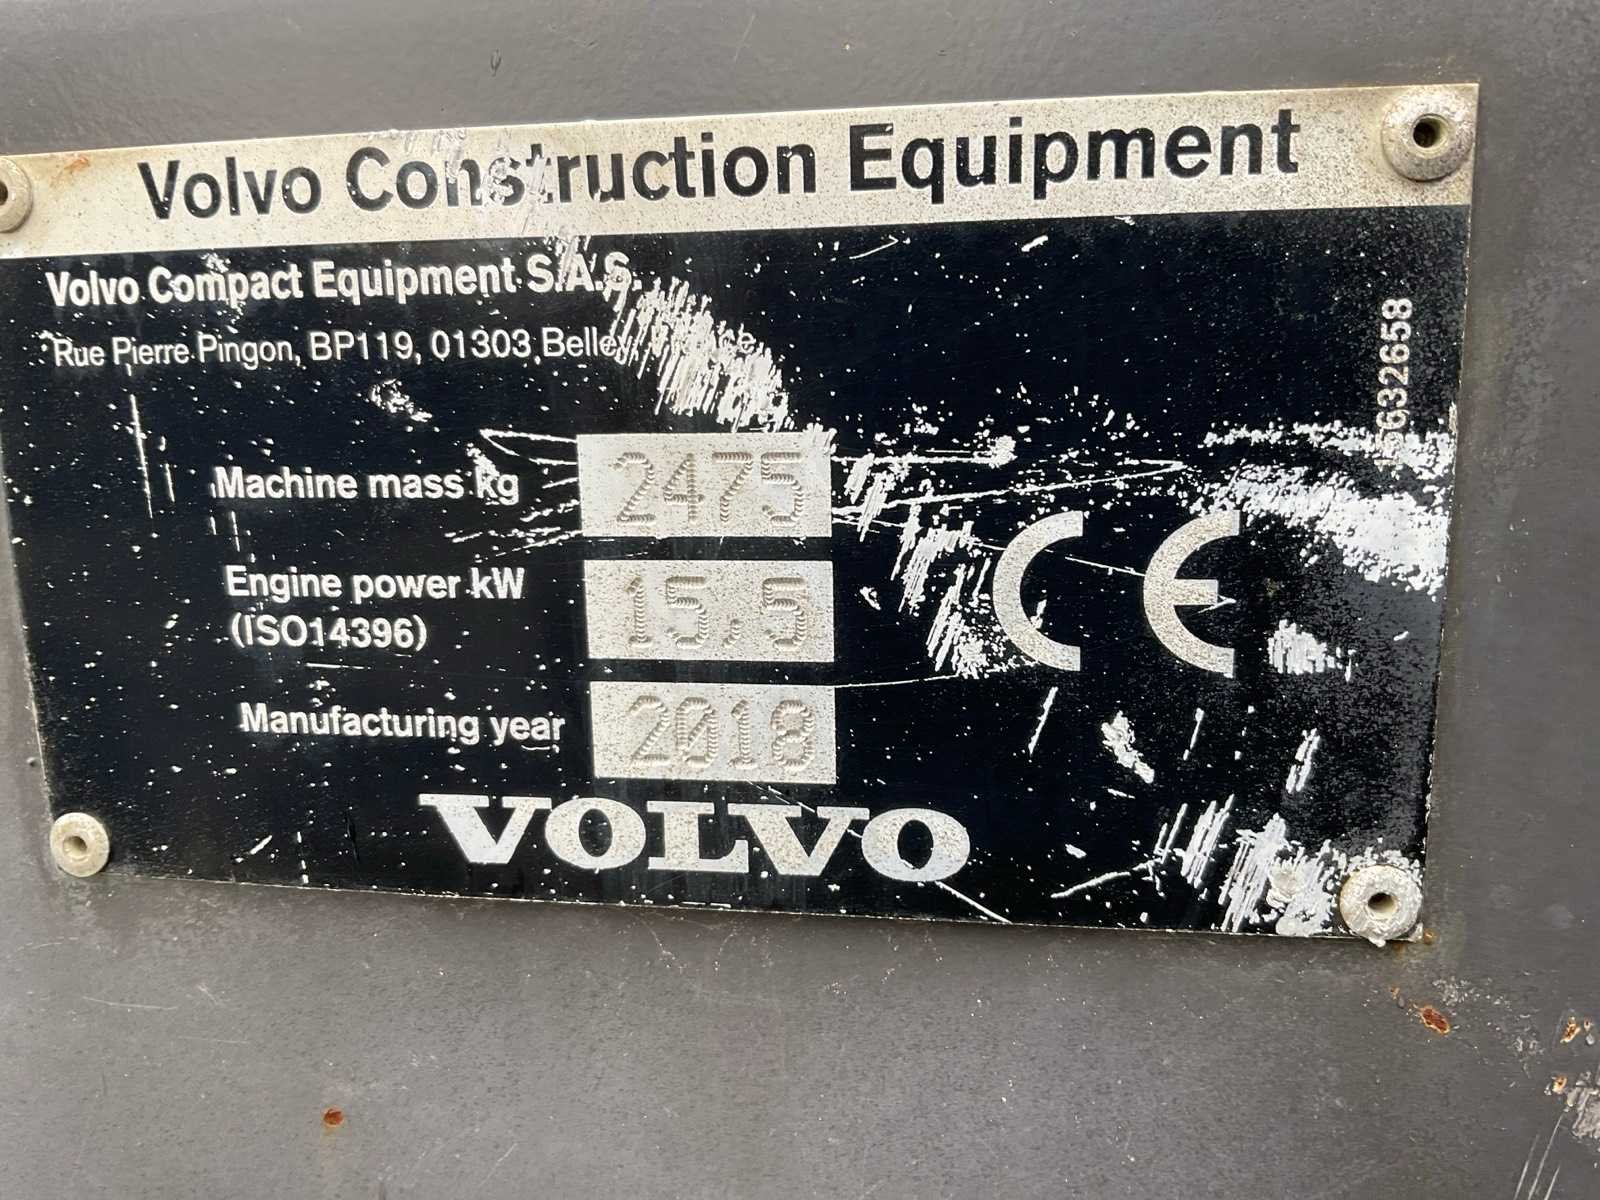 Volvo Construction Equipment
Volvo Compact Equipment S.A.S.
Rue Pierre Pingon, BP119, 01303 Belley, France
Machine mass kg 2475
Engine power kW 15,5
(ISO14396)
Manufacturing year 2018
VOLVO
CE